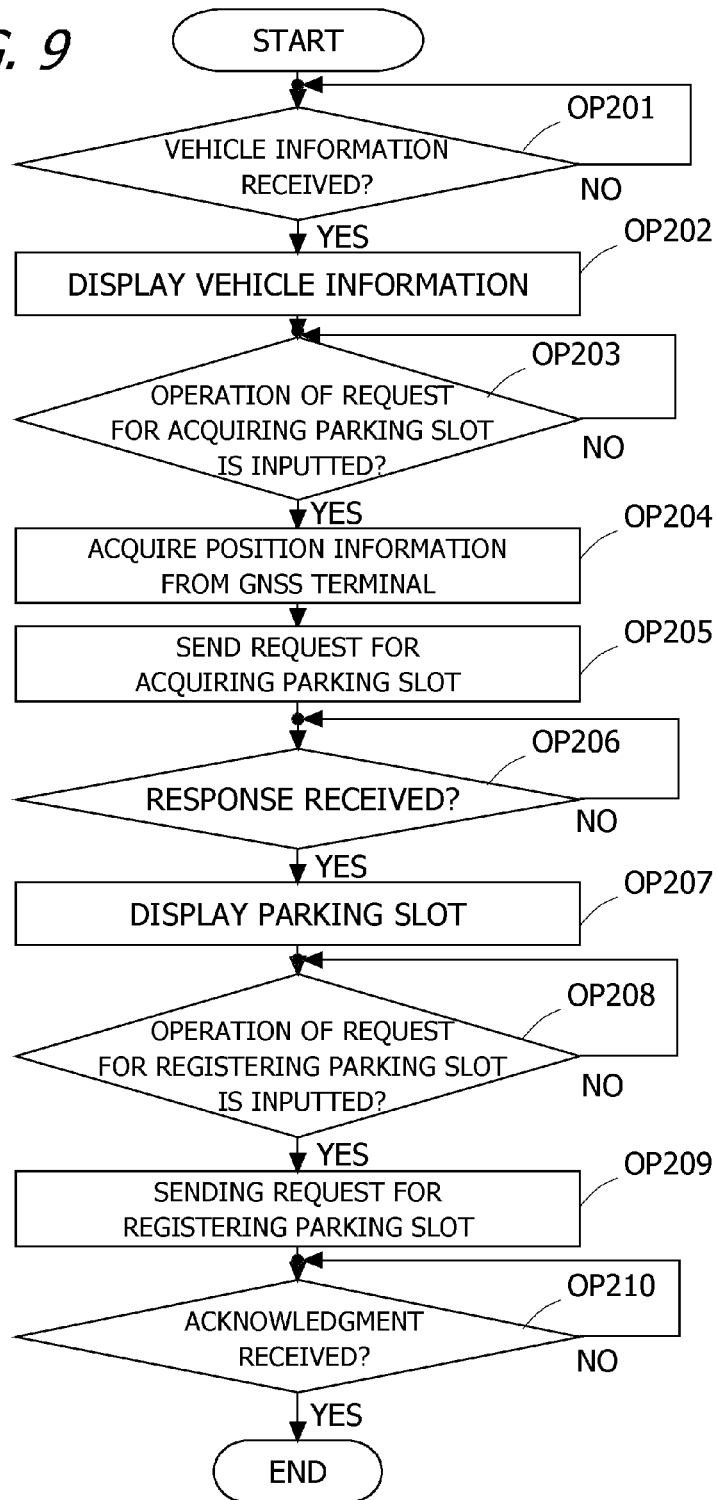 G. 9
START
OP201
VEHICLE INFORMATION
RECEIVED?
NO
YES
OP202
DISPLAY VEHICLE INFORMATION
OP203
OPERATION OF REQUEST
FOR ACQUIRING PARKING SLOT
IS INPUTTED?
NO
YES
OP204
ACQUIRE POSITION INFORMATION
FROM GNSS TERMINAL
OP205
SEND REQUEST FOR
ACQUIRING PARKING SLOT
OP206
RESPONSE RECEIVED?
NO
YES
OP207
DISPLAY PARKING SLOT
OP208
OPERATION OF REQUEST
FOR REGISTERING PARKING SLOT
IS INPUTTED?
NO
YES
OP209
SENDING REQUEST FOR
REGISTERING PARKING SLOT
OP210
ACKNOWLEDGMENT
RECEIVED?
NO
YES
END